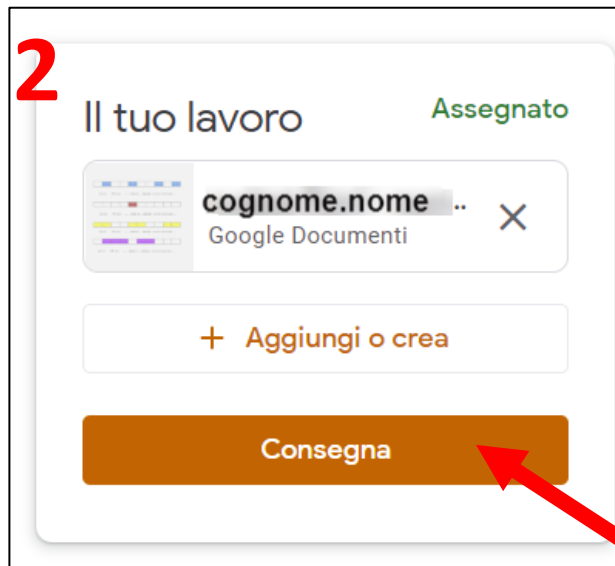 2
Il tuo lavoro
Assegnato
cognome.nome ..
Google Documenti
+ Aggiungi o crea
Consegna